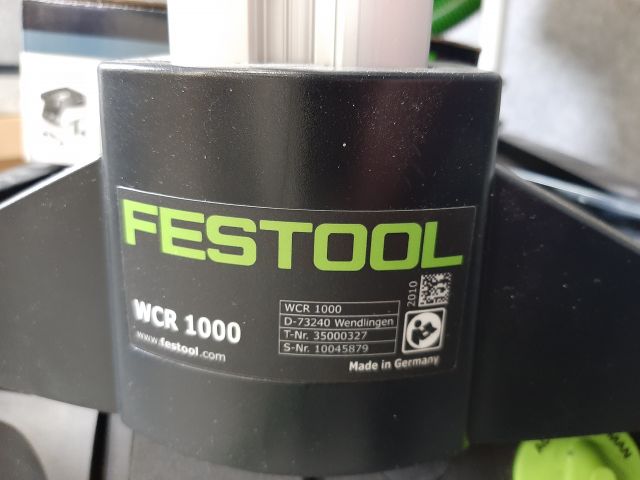 FESTOOL
WCR 1000
www.festool.com
WCR 1000
D-73240 Wendlingen
T-Nr. 35000327
S-Nr. 10045879
2010
Made in Germany